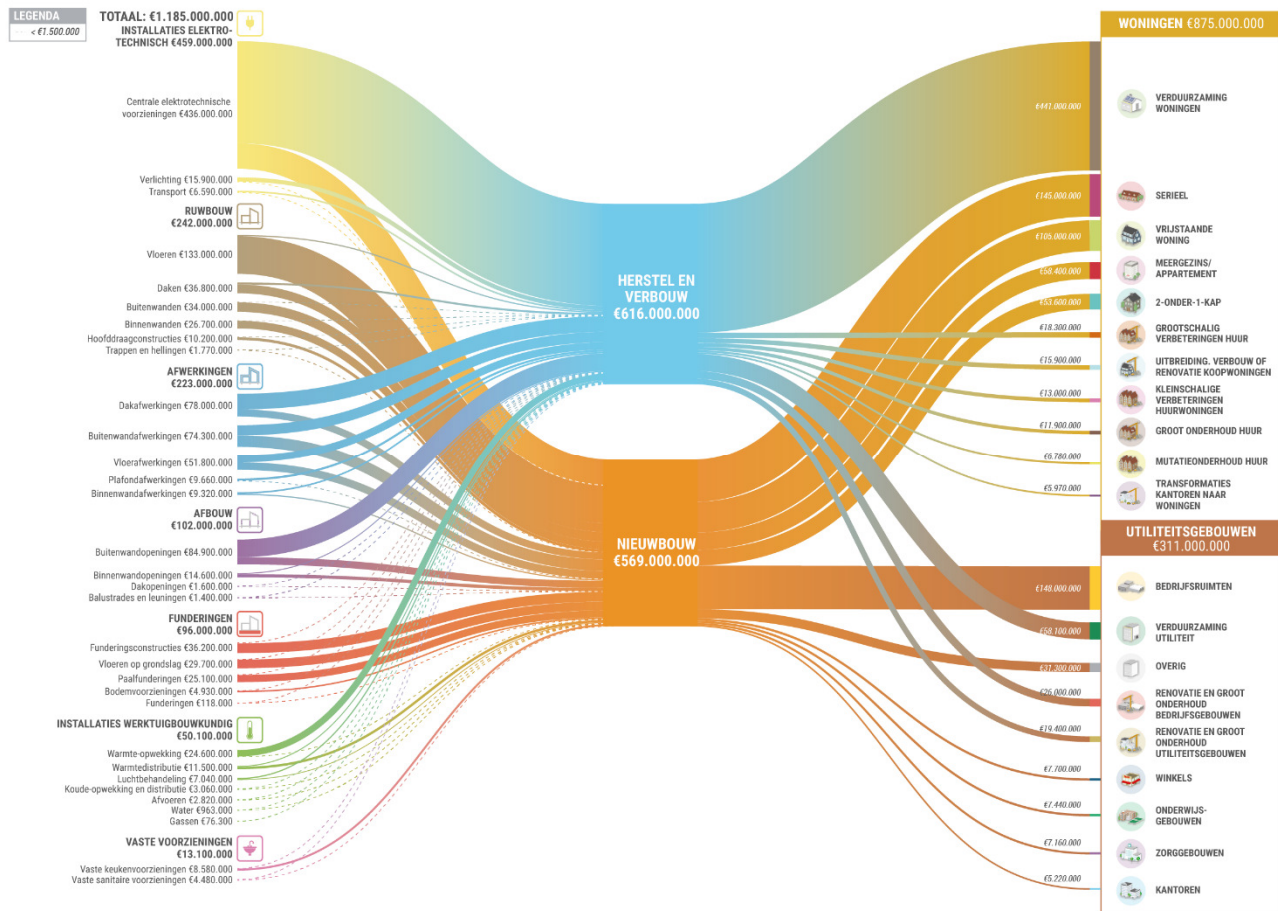 LEGENDA
< €1.500.000
TOTAAL: €1.185.000.000
INSTALLATIES ELEKTRO-
TECHNISCH €459.000.000
Centrale elektrotechnische
voorzieningen €436.000.000
Verlichting €15.900.000
Transport €6.590.000
RUWBOUW
€242.000.000
Vloeren €133.000.000
Daken €36.800.000
Buitenwanden €34.000.000
Binnenwanden €26.700.000
Hoofddraagconstructies €10.200.000
Trappen en hellingen €1.770.000
AFWERKINGEN
€223.000.000
Dakafwerkingen €78.000.000
Buitenwandafwerkingen €74.300.000
Vloerafwerkingen €51.800.000
Plafondafwerkingen €9.660.000
Binnenwandafwerkingen €9.320.000
AFBOUW
€102.000.000
Buitenwandopeningen €84.900.000
Binnenwandopeningen €14.600.000
Dakopeningen €1.600.000
Balustrades en leuningen €1.400.000
FUNDERINGEN
€96.000.000
Funderingsconstructies €36.200.000
Vloeren op grondslag €29.700.000
Paalfunderingen €25.100.000
Bodemvoorzieningen €4.930.000
Funderingen €118.000
INSTALLATIES WERKTUIGBOUWKUNDIG
€50.100.000
Warmte-opwekking €24.600.000
Warmtedistributie €11.500.000
Luchtbehandeling €7.040.000
Koude-opwekking en distributie €3.060.000
Afvoeren €2.820.000
Water €963.000
Gassen €76.300
VASTE VOORZIENINGEN
€13.100.000
Vaste keukenvoorzieningen €8.580.000
Vaste sanitaire voorzieningen €4.480.000
HERSTEL EN
VERBOUW
€616.000.000
NIEUWBOUW
€569.000.000
WONINGEN €875.000.000
€441.000.000
VERDUURZAMING
WONINGEN
€145.000.000
SERIEEL
€105.000.000
VRIJSTAANDE
WONING
€58.400.000
MEERGEZINS/
APPARTEMENT
€53.600.000
2-ONDER-1-KAP
€18.300.000
GROOTSCHALIG
VERBETERINGEN HUUR
€15.900.000
UITBREIDING. VERBOUW OF
RENOVATIE KOOPWONINGEN
€13.000.000
KLEINSCHALIGE
VERBETERINGEN
HUURWONINGEN
€11.900.000
GROOT ONDERHOUD HUUR
€6.780.000
MUTATIEONDERHOUD HUUR
€5.970.000
TRANSFORMATIES
KANTOREN NAAR
WONINGEN
UTILITEITSGEBOUWEN
€311.000.000
€148.000.000
BEDRIJFSRUIMTEN
€58.100.000
VERDUURZAMING
UTILITEIT
€31.300.000
OVERIG
€26.000.000
RENOVATIE EN GROOT
ONDERHOUD
BEDRIJFSGEBOUWEN
€19.400.000
RENOVATIE EN GROOT
ONDERHOUD
UTILITEITSGEBOUWEN
€7.700.000
WINKELS
€7.440.000
ONDERWIJS-
GEBOUWEN
€7.160.000
ZORGGEBOUWEN
€5.220.000
KANTOREN